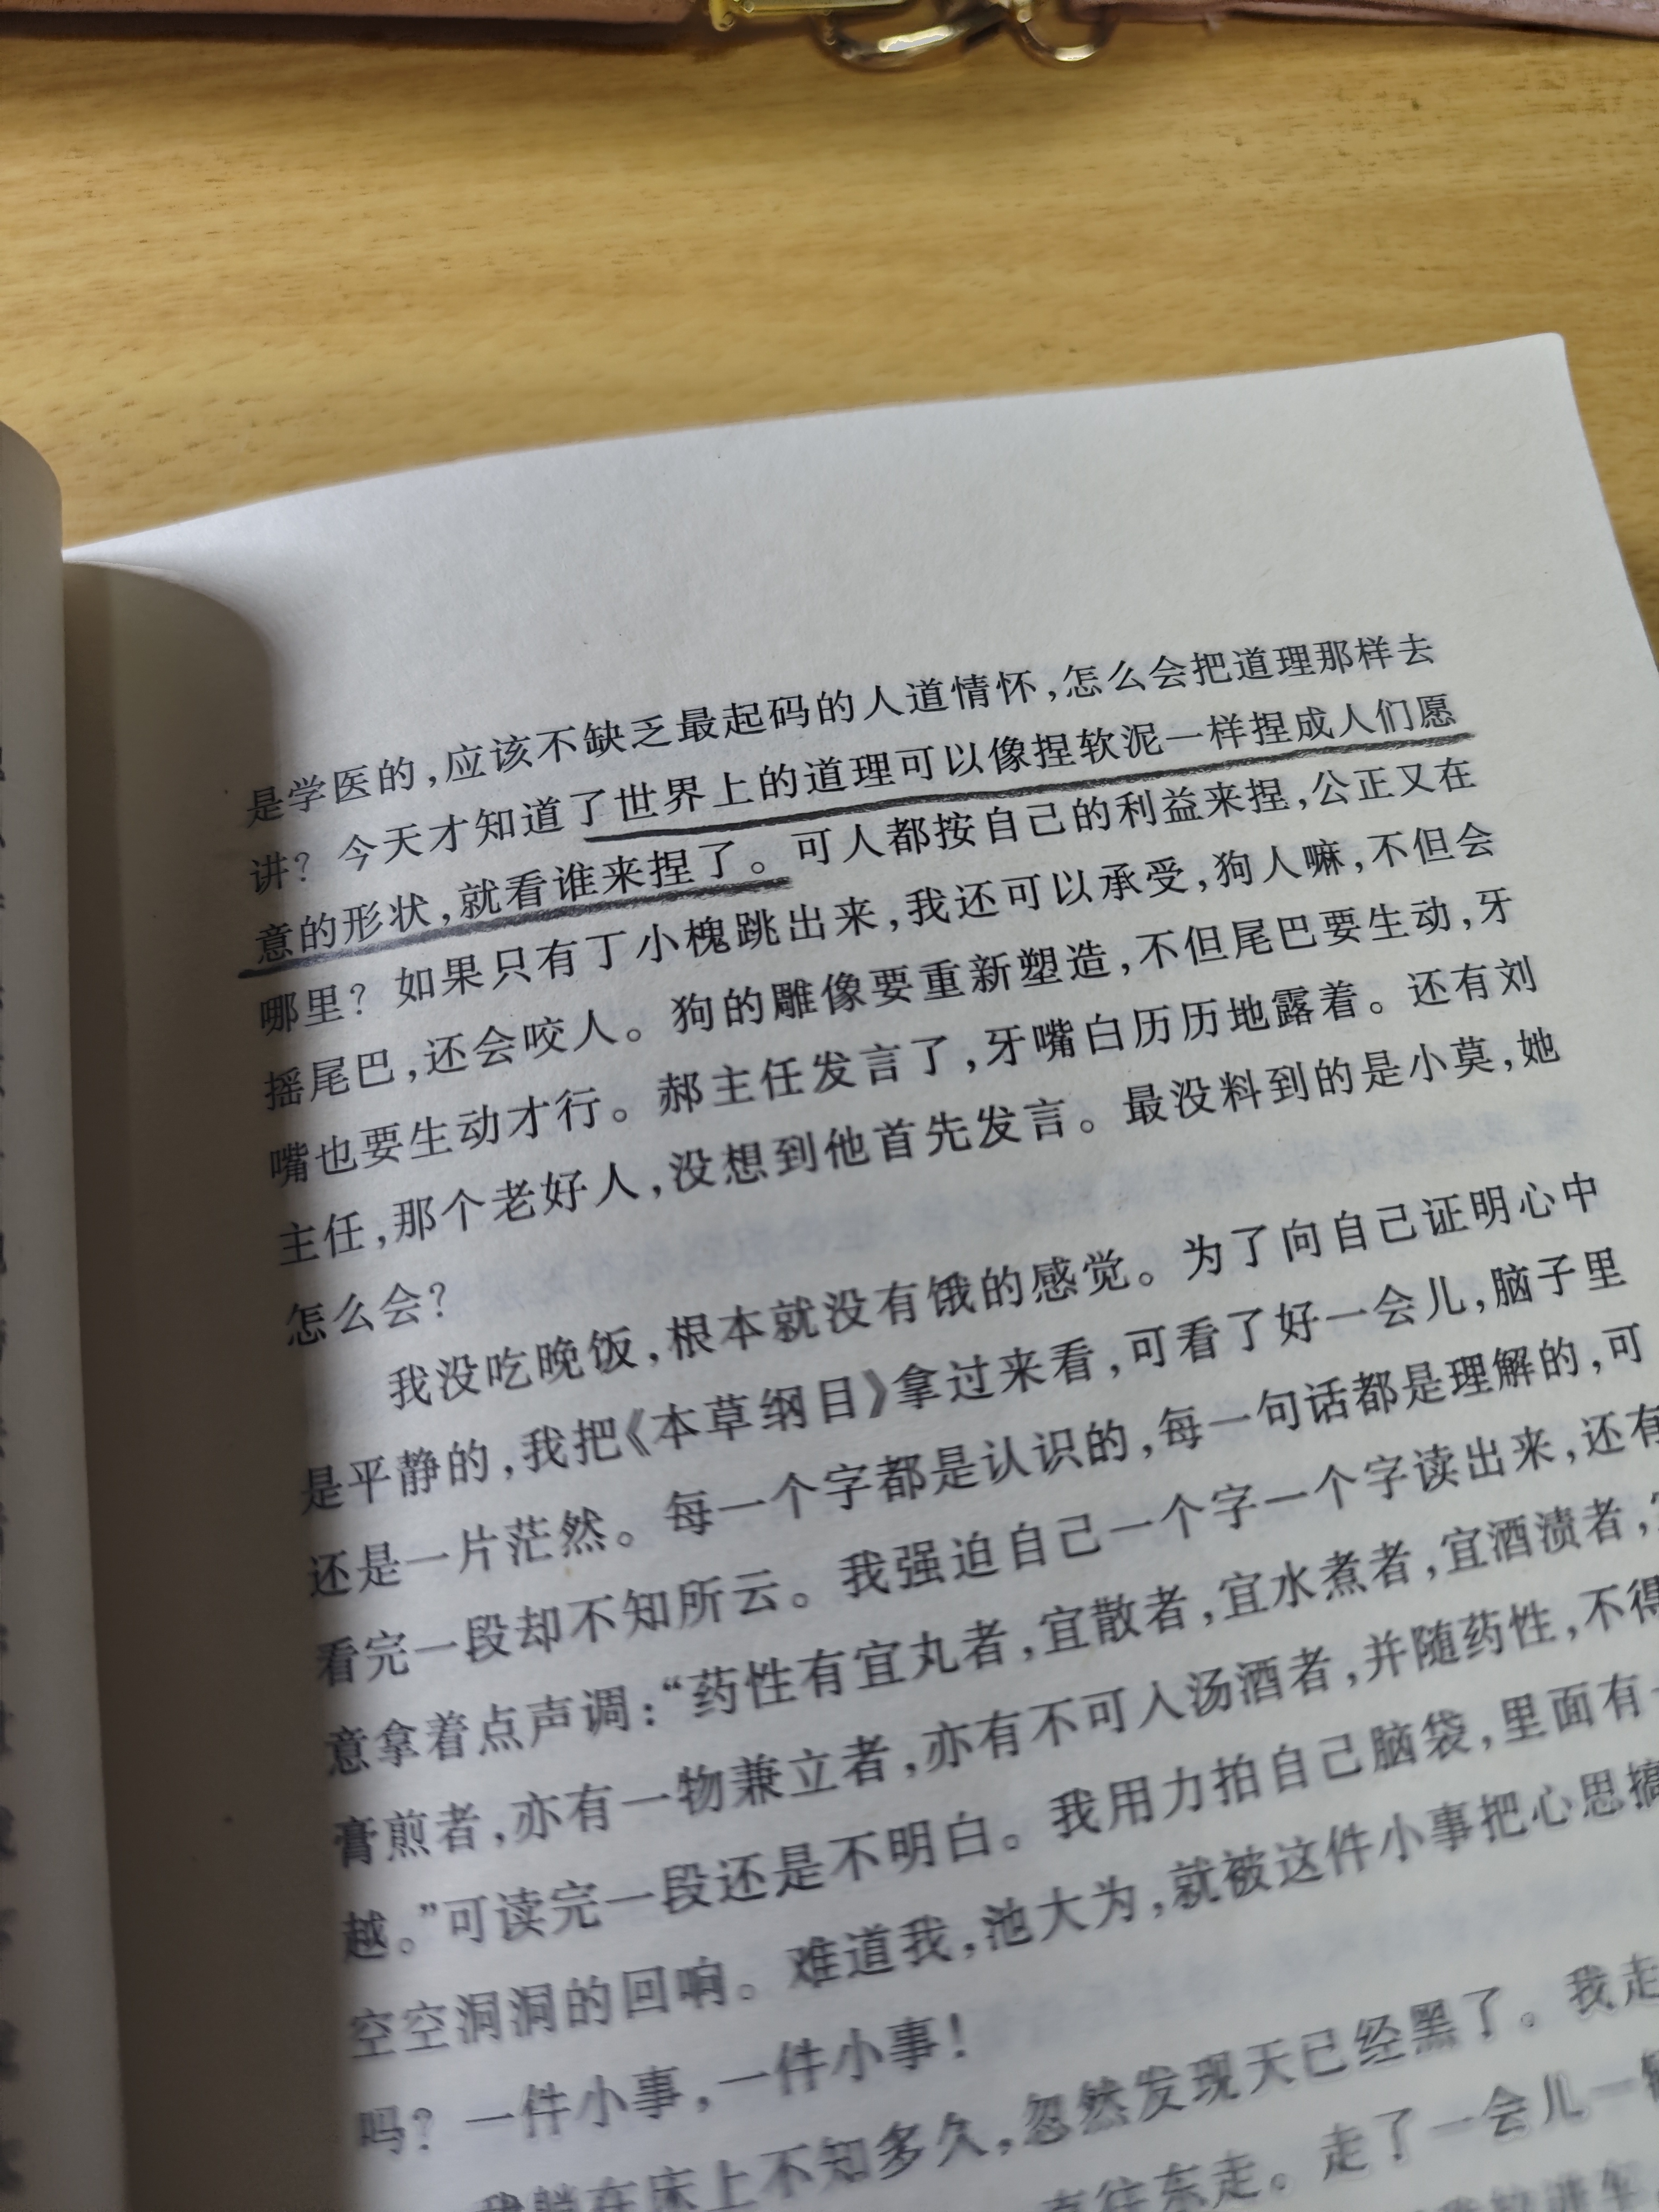 是学医的，应该不缺乏最起码的人道情怀，怎么会把道理那样去
讲？今天才知道了世界上的道理可以像捏软泥一样捏成人们愿
意的形状，就看谁来捏了。可人都按自己的利益来捏，公正又在
哪里？如果只有丁小槐跳出来，我还可以承受，狗人嘛，不但会
摇尾巴，还会咬人。狗的雕像要重新塑造，不但尾巴要生动，牙
嘴也要生动才行。郝主任发言了，牙嘴白历历地露着。还有刘
主任，那个老好人，没想到他首先发言。最没料到的是小莫，她
怎么会？
我没吃晚饭，根本就没有饿的感觉。为了向自己证明心中
是平静的，我把《本草纲目》拿过来看，可看了好一会儿，脑子里
还是一片茫然。每一个字都是认识的，每一句话都是理解的，可
看完一段却不知所云。我强迫自己一个字一个字读出来，还有
意拿着点声调：“药性有宜丸者，宜散者，宜水煮者，宜酒渍者，
膏煎者，亦有一物兼立者，亦有不可入汤酒者，并随药性，不得
越。”可读完一段还是不明白。我用力拍自己脑袋，里面有
空空洞洞的回响。难道我，池大为，就被这件小事把心思搞
吗？一件小事，一件小事！
我躺在床上不知多久，忽然发现天已经黑了。我走
直往东走。走了一会儿一